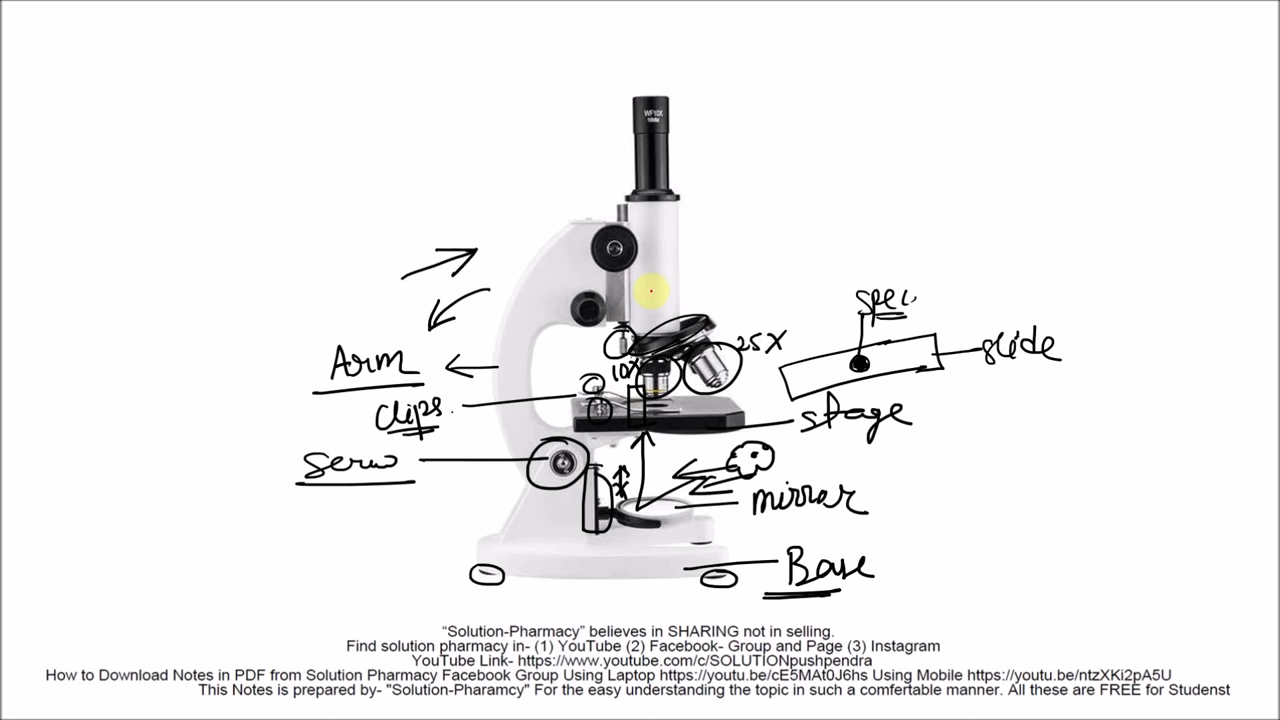 WF10X
18MM
spec.
25X
slide
Arm
10X
clips.
stage
screw
mirror
Base
“Solution-Pharmacy” believes in SHARING not in selling.
Find solution pharmacy in- (1) YouTube (2) Facebook- Group and Page (3) Instagram
YouTube Link- https://www.youtube.com/c/SOLUTIONpushpendra
How to Download Notes in PDF from Solution Pharmacy Facebook Group Using Laptop https://youtu.be/cE5MAt0J6hs Using Mobile https://youtu.be/ntzXKi2pA5U
This Notes is prepared by- "Solution-Pharamcy" For the easy understanding the topic in such a comfertable manner. All these are FREE for Studenst